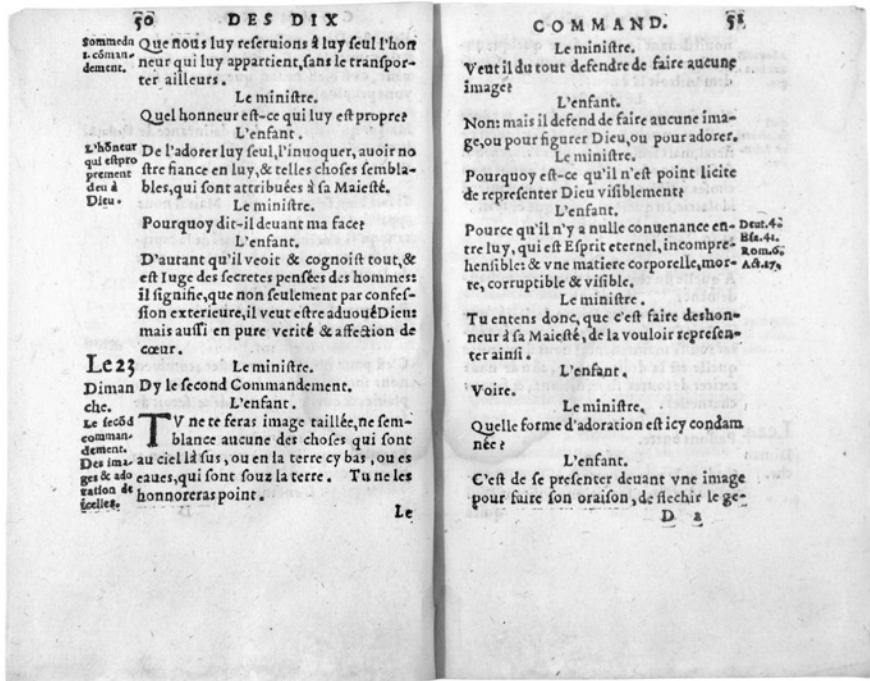 50 DES DIX
Sommedu
1. cōman-
dement.
Que nous luy reseruions à luy seul l'hon
neur qui luy appartient, sans le transpor-
ter ailleurs.
Le ministre.
Quel honneur est-ce qui luy est propre?
L'enfant.
L'hōneur
qui estpro
prement
deu à
Dieu.
De l'adorer luy seul, l'inuoquer, auoir no
stre fiance en luy, & telles choses sembla-
bles, qui sont attribuées à sa Maiesté.
Le ministre.
Pourquoy dit-il deuant ma face?
L'enfant.
D'autant qu'il veoit & cognoist tout, &
est Iuge des secretes pensées des hommes:
il signifie, que non seulement par confes-
sion exterieure, il veut estre aduoué Dieu:
mais aussi en pure verité & affection de
cœur.
Le 23
Diman
che.
Le ministre.
Dy le second Commandement.
L'enfant.
Le secōd
comman-
dement.
Des ima-
ges & ado
ration de
icelles.
TV ne te feras image taillée, ne sem-
blance aucune des choses qui sont
au ciel là sus, ou en la terre cy bas, ou es
eaues, qui sont souz la terre. Tu ne les
honnoreras point.
Le
COMMAND. 51
Le ministre.
Veut il du tout defendre de faire aucune
image?
L'enfant.
Non: mais il defend de faire aucune ima-
ge, ou pour figurer Dieu, ou pour adorer.
Le ministre.
Pourquoy est-ce qu'il n'est point licite
de representer Dieu visiblement?
L'enfant.
Pource qu'il n'y a nulle conuenance en-
tre luy, qui est Esprit eternel, incompre-
hensible: & vne matiere corporelle, mor-
te, corruptible & visible.
Deut. 4.
Esa. 41.
Rom. 6.
Act. 17.
Le ministre.
Tu entens donc, que c'est faire deshon-
neur à sa Maiesté, de la vouloir represen-
ter ainsi.
L'enfant.
Voire.
Le ministre.
Quelle forme d'adoration est icy condam
née?
L'enfant.
C'est de se presenter deuant vne image
pour faire son oraison, de flechir le ge-
D 2